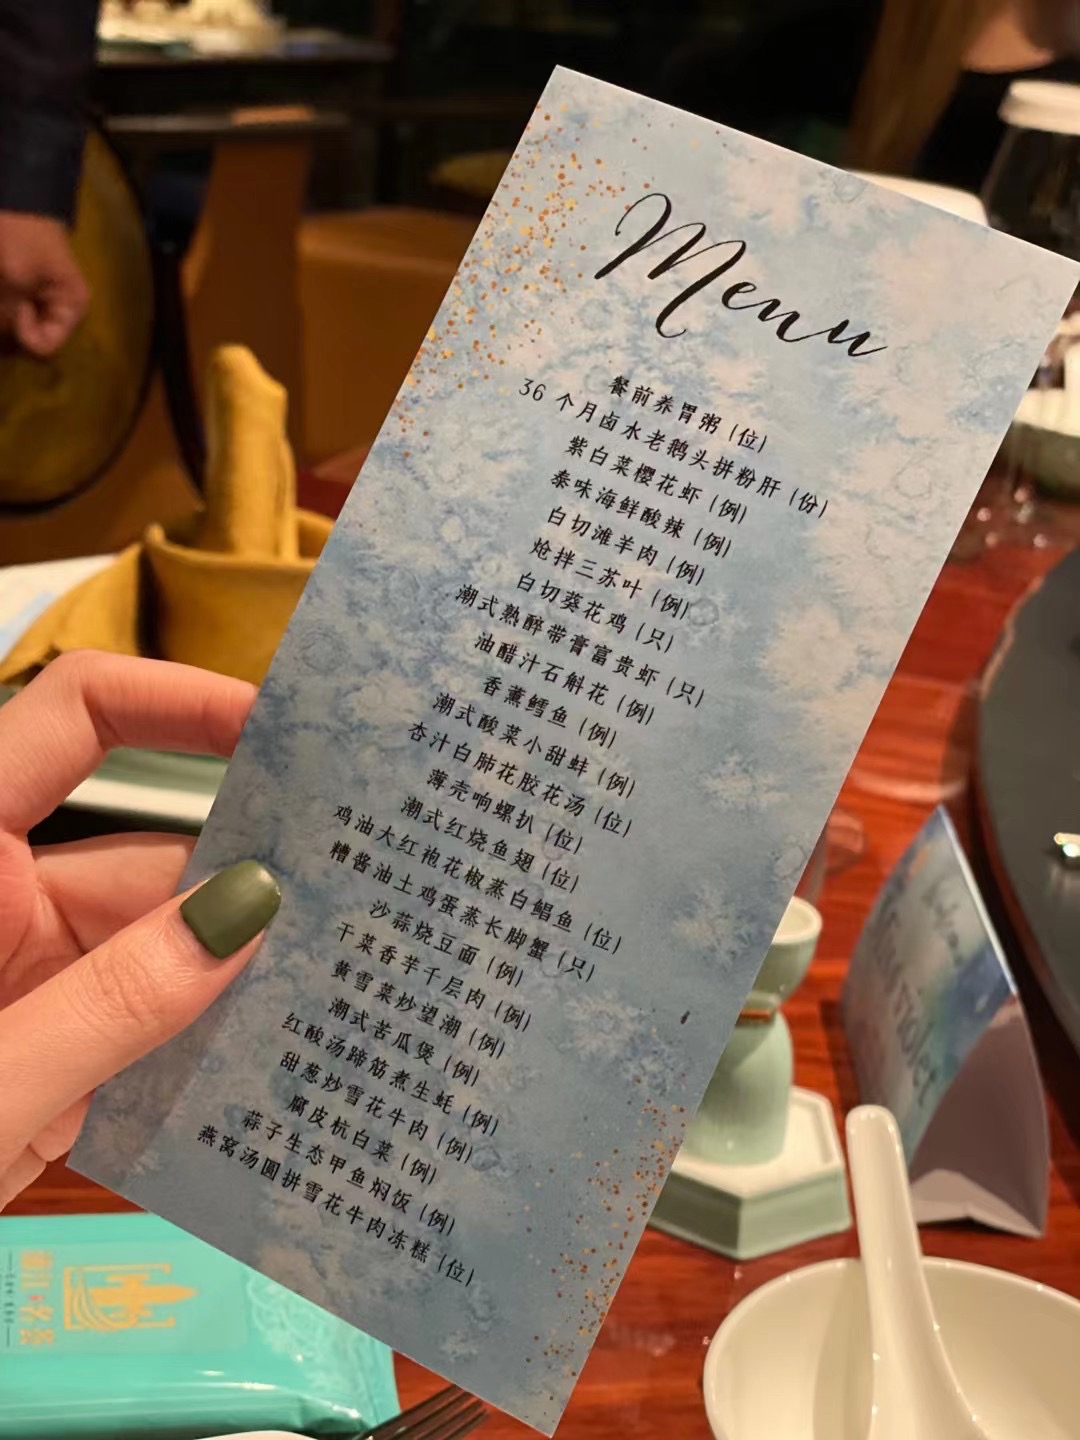 Menu
餐前养胃粥 (位)
36 个月卤水老鹅头拼粉肝 (份)
紫白菜樱花虾 (例)
泰味海鲜酸辣 (例)
白切滩羊肉 (例)
炝拌三苏叶 (例)
白切葵花鸡 (只)
潮式熟醉带膏富贵虾 (只)
油醋汁石斛花 (例)
香薰鳕鱼 (例)
潮式酸菜小甜蚌 (例)
杏汁白肺花胶花汤 (位)
薄壳响螺扒 (位)
潮式红烧鱼翅 (位)
鸡油大红袍花椒蒸白鲳鱼 (位)
糟酱油土鸡蛋蒸长脚蟹 (只)
沙蒜烧豆面 (例)
干菜香芋千层肉 (例)
黄雪菜炒望潮 (例)
潮式苦瓜煲 (例)
红酸汤蹄筋煮生蚝 (例)
甜葱炒雪花牛肉 (例)
腐皮杭白菜 (例)
蒜子生态甲鱼焖饭 (例)
燕窝汤圆拼雪花牛肉冻糕 (位)